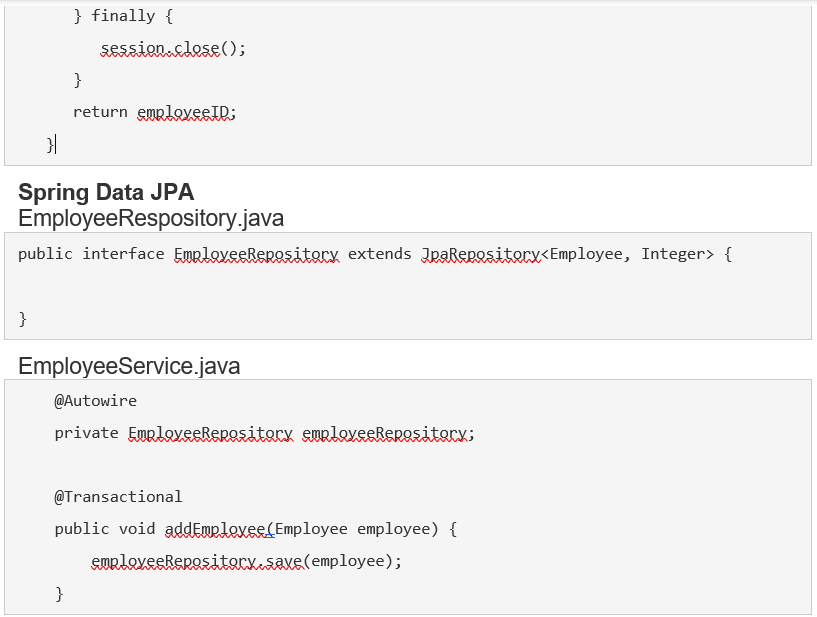 } finally {
session.close();
}
return employeeID;
}
Spring Data JPA
EmployeeRespository.java
public interface EmployeeRepository extends JpaRepository<Employee, Integer> {
}
EmployeeService.java
@Autowire
private EmployeeRepository employeeRepository;
@Transactional
public void addEmployee(Employee employee) {
employeeRepository.save(employee);
}